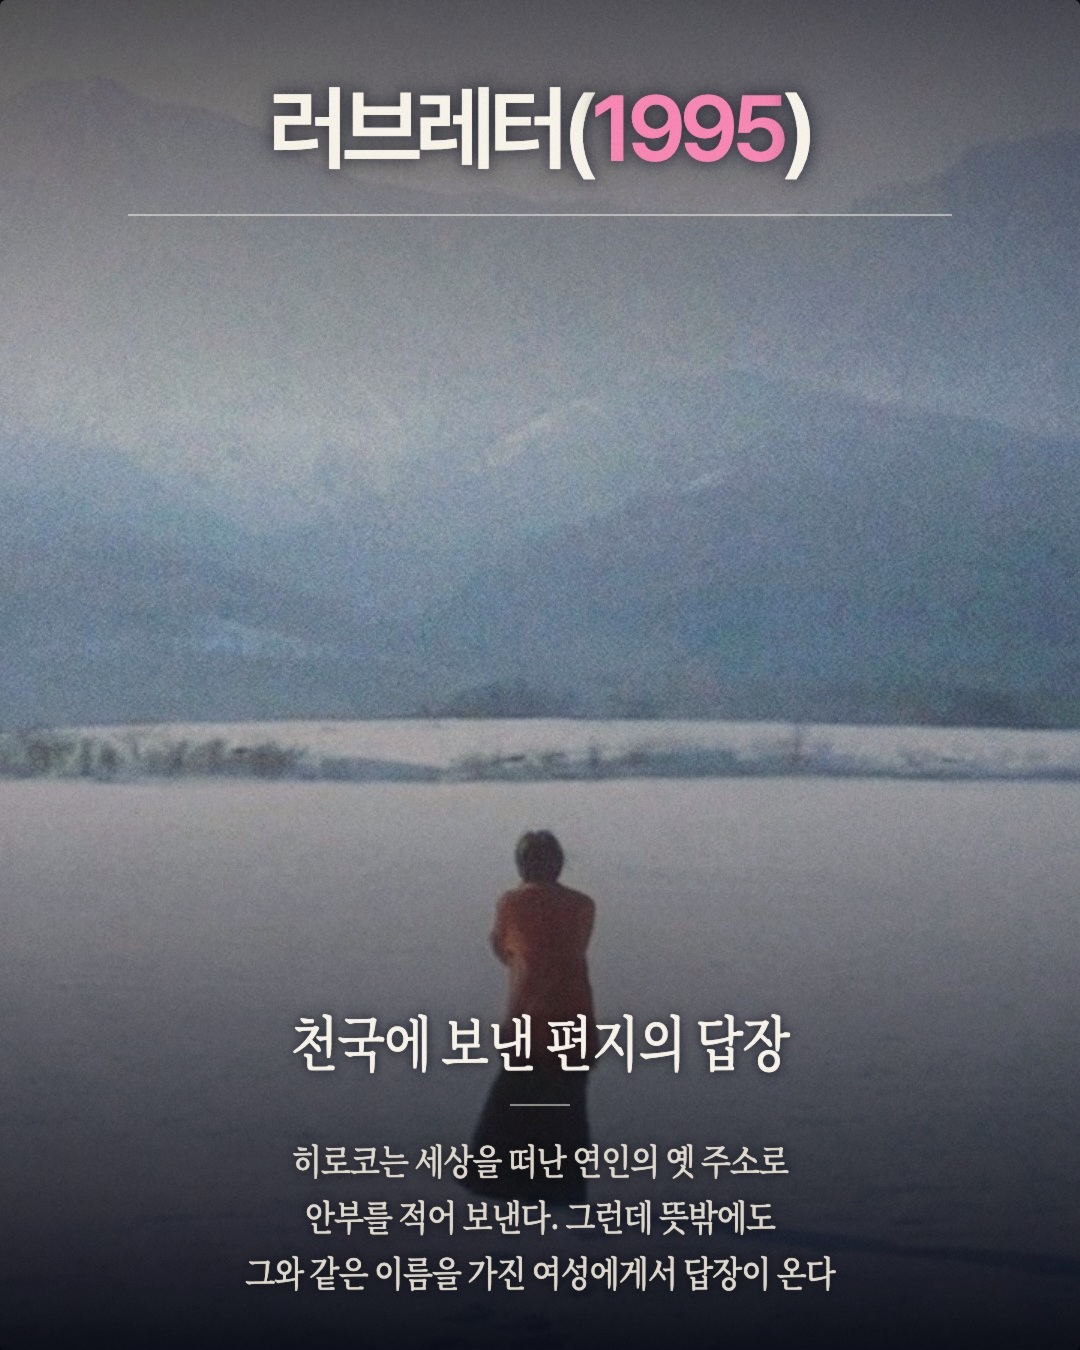 러브레터(1995)
천국에 보낸 편지의 답장
히로코는 세상을 떠난 연인의 옛 주소로
안부를 적어 보낸다. 그런데 뜻밖에도
그와 같은 이름을 가진 여성에게서 답장이 온다